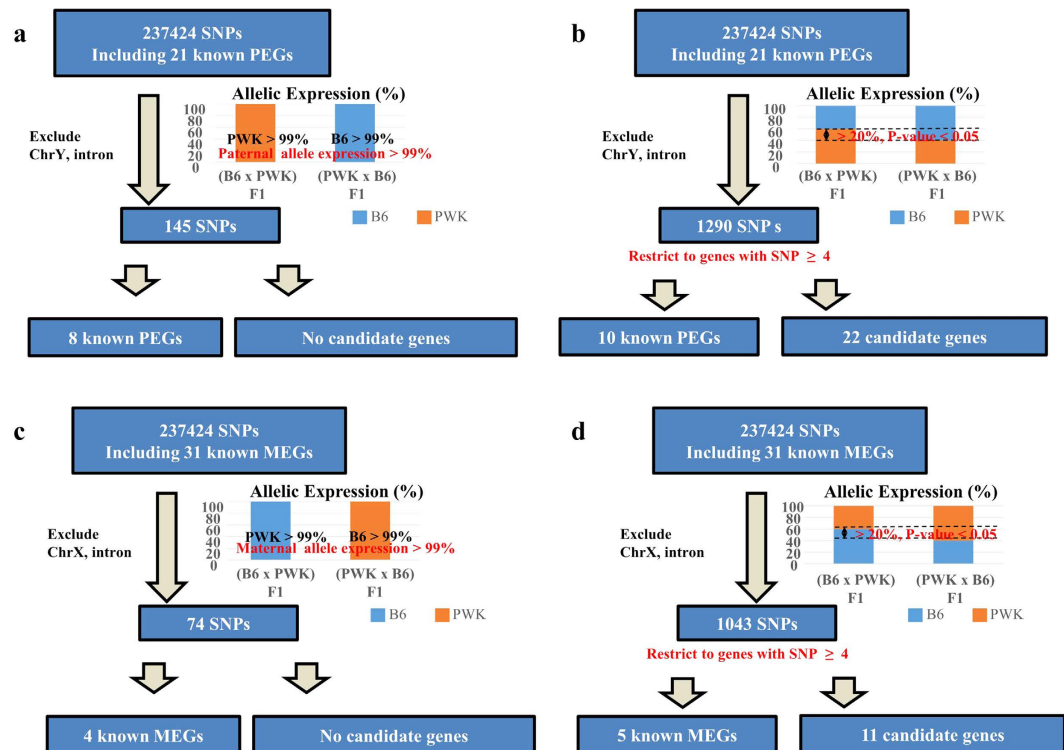 a
237424 SNPs
Including 21 known PEGs
Exclude
ChrY, intron
Allelic Expression (%)
100
80
60
40
20
0
PWK > 99%
B6 > 99%
Paternal allele expression > 99%
(B6 x PWK)
F1
(PWK x B6)
F1
B6
PWK
145 SNPs
8 known PEGs
No candidate genes
b
237424 SNPs
Including 21 known PEGs
Exclude
ChrY, intron
Allelic Expression (%)
100
80
60
40
20
0
> 20%, P-value < 0.05
(B6 x PWK)
F1
(PWK x B6)
F1
B6
PWK
1290 SNP s
Restrict to genes with SNP ≥ 4
10 known PEGs
22 candidate genes
c
237424 SNPs
Including 31 known MEGs
Exclude
ChrX, intron
Allelic Expression (%)
100
80
60
40
20
0
PWK > 99%
B6 > 99%
Maternal allele expression > 99%
(B6 x PWK)
F1
(PWK x B6)
F1
B6
PWK
74 SNPs
4 known MEGs
No candidate genes
d
237424 SNPs
Including 31 known MEGs
Exclude
ChrX, intron
Allelic Expression (%)
100
80
60
40
20
0
> 20%, P-value < 0.05
(B6 x PWK)
F1
(PWK x B6)
F1
B6
PWK
1043 SNPs
Restrict to genes with SNP ≥ 4
5 known MEGs
11 candidate genes